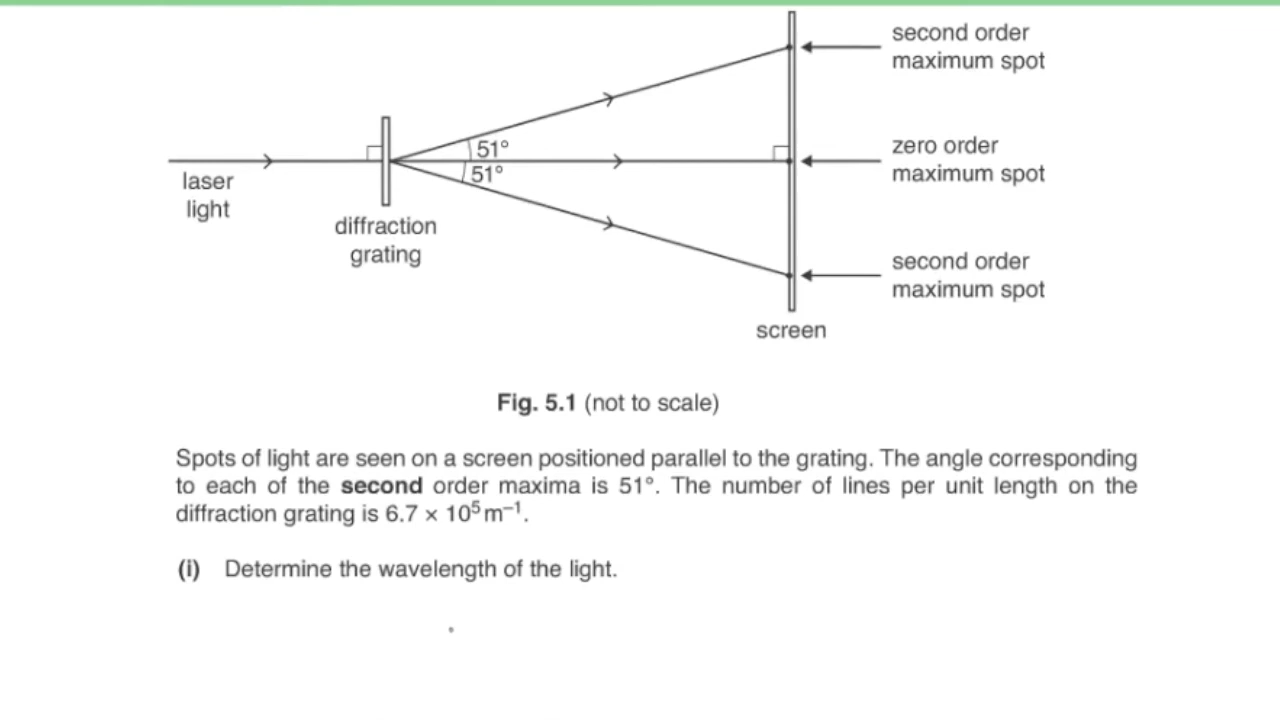 second order
maximum spot
51°
zero order
maximum spot
51°
laser
light
diffraction
grating
second order
maximum spot
screen
Fig. 5.1 (not to scale)
Spots of light are seen on a screen positioned parallel to the grating. The angle corresponding
to each of the second order maxima is 51°. The number of lines per unit length on the
diffraction grating is 6.7 × 10⁵ m⁻¹.
(i) Determine the wavelength of the light.